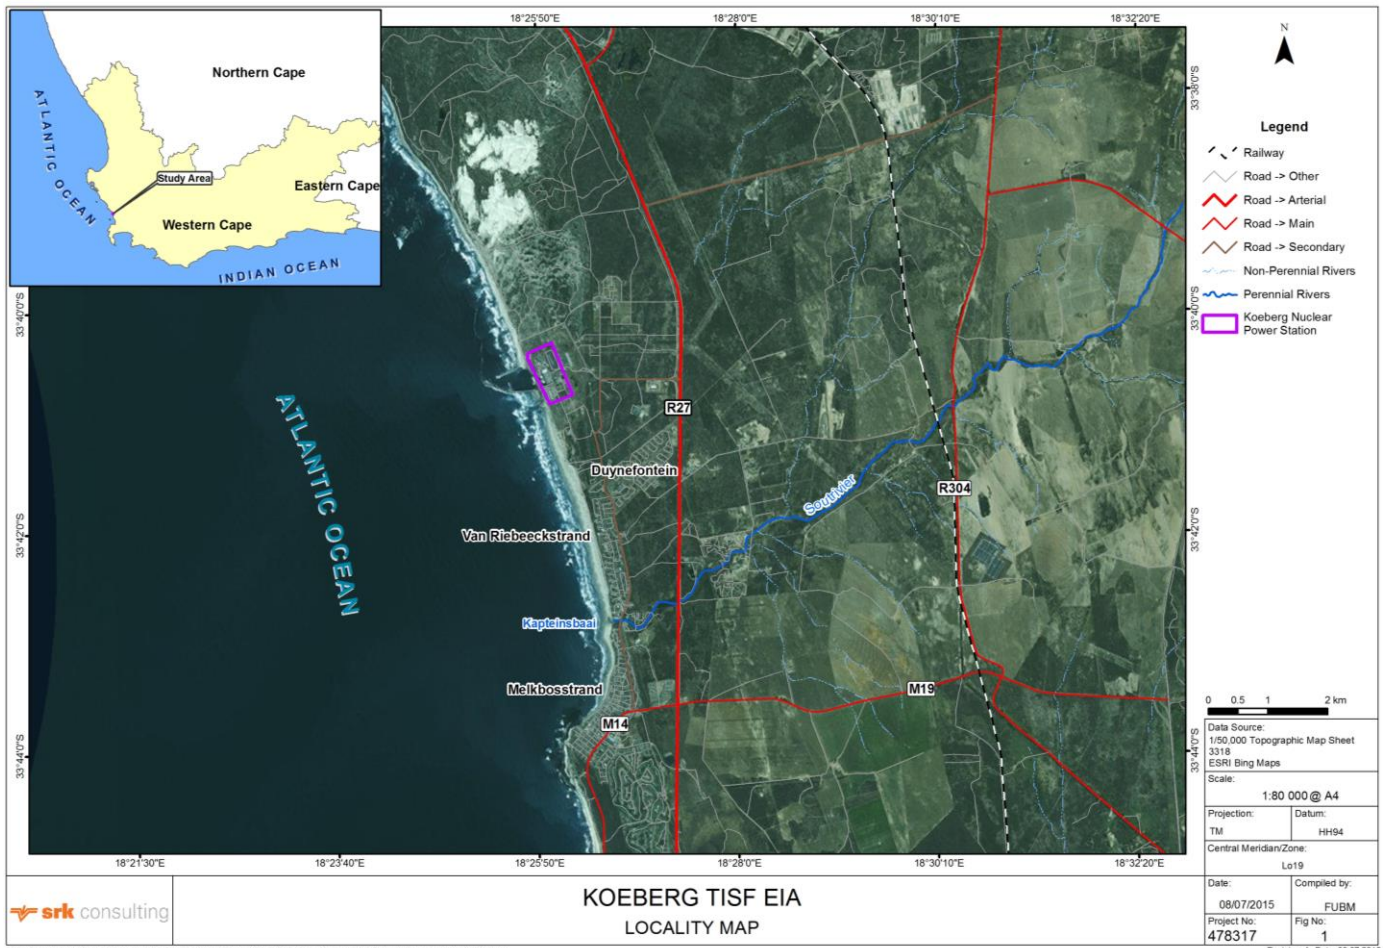 18°25'50"E
18°28'0"E
18°30'10"E
18°32'20"E
Northern Cape
ATLANTIC OCEAN
Study Area
Eastern Cape
Western Cape
INDIAN OCEAN
N
33°38'0"S
Legend
Railway
Road -> Other
Road -> Arterial
Road -> Main
Road -> Secondary
Non-Perennial Rivers
Perennial Rivers
Koeberg Nuclear
Power Station
33°40'0"S
33°40'0"S
ATLANTIC OCEAN
R27
Duynefontein
Soutrivier
R304
Van Riebeeckstrand
33°42'0"S
33°42'0"S
Kapteinsbaai
Melkbosstrand
M19
M14
33°44'0"S
33°44'0"S
0 0.5 1 2 km
Data Source:
1/50,000 Topographic Map Sheet
3318
ESRI Bing Maps
Scale:
1:80 000 @ A4
Projection:
TM
Datum:
HH94
Central Meridian/Zone:
Lo19
18°21'30"E
18°23'40"E
18°25'50"E
18°28'0"E
18°30'10"E
18°32'20"E
srk consulting
KOEBERG TISF EIA
LOCALITY MAP
Date:
08/07/2015
Compiled by:
FUBM
Project No:
478317
Fig No:
1